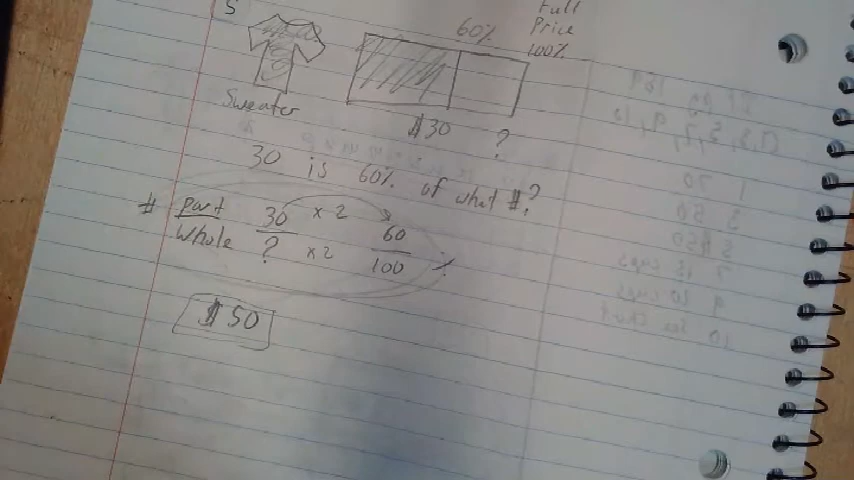 5
Full
Price
60% 100%
Sweater
$30 ?
30 is 60% of what #?
# Part 30 x 2 60
Whole ? x2 100 %
$50